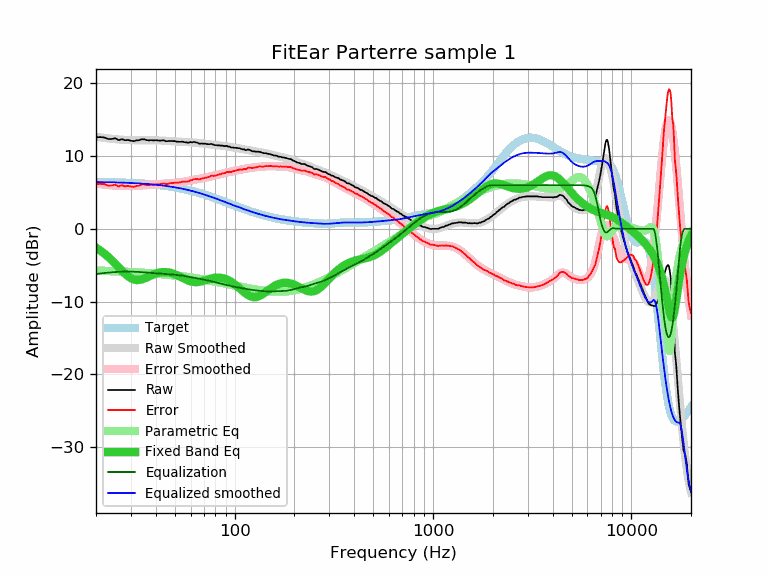 FitEar Parterre sample 1
20
10
0
−10
−20
−30
Amplitude (dBr)
Target
Raw Smoothed
Error Smoothed
Raw
Error
Parametric Eq
Fixed Band Eq
Equalization
Equalized smoothed
100
1000
10000
Frequency (Hz)